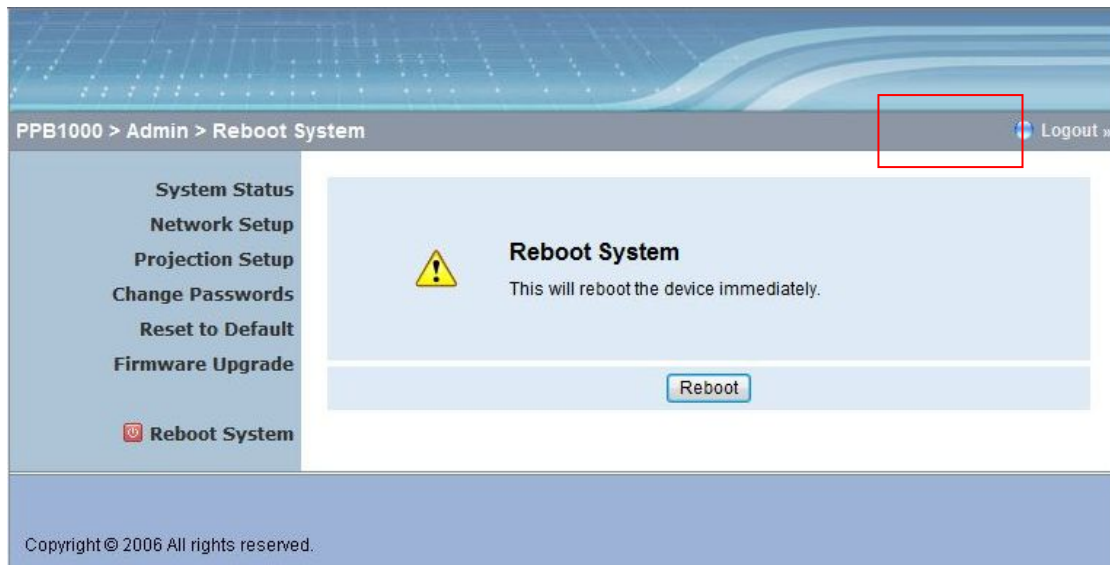 PPB1000 > Admin > Reboot System
Logout »
System Status
Network Setup
Projection Setup
Change Passwords
Reset to Default
Firmware Upgrade
Reboot System
Reboot System
This will reboot the device immediately.
Reboot
Copyright © 2006 All rights reserved.